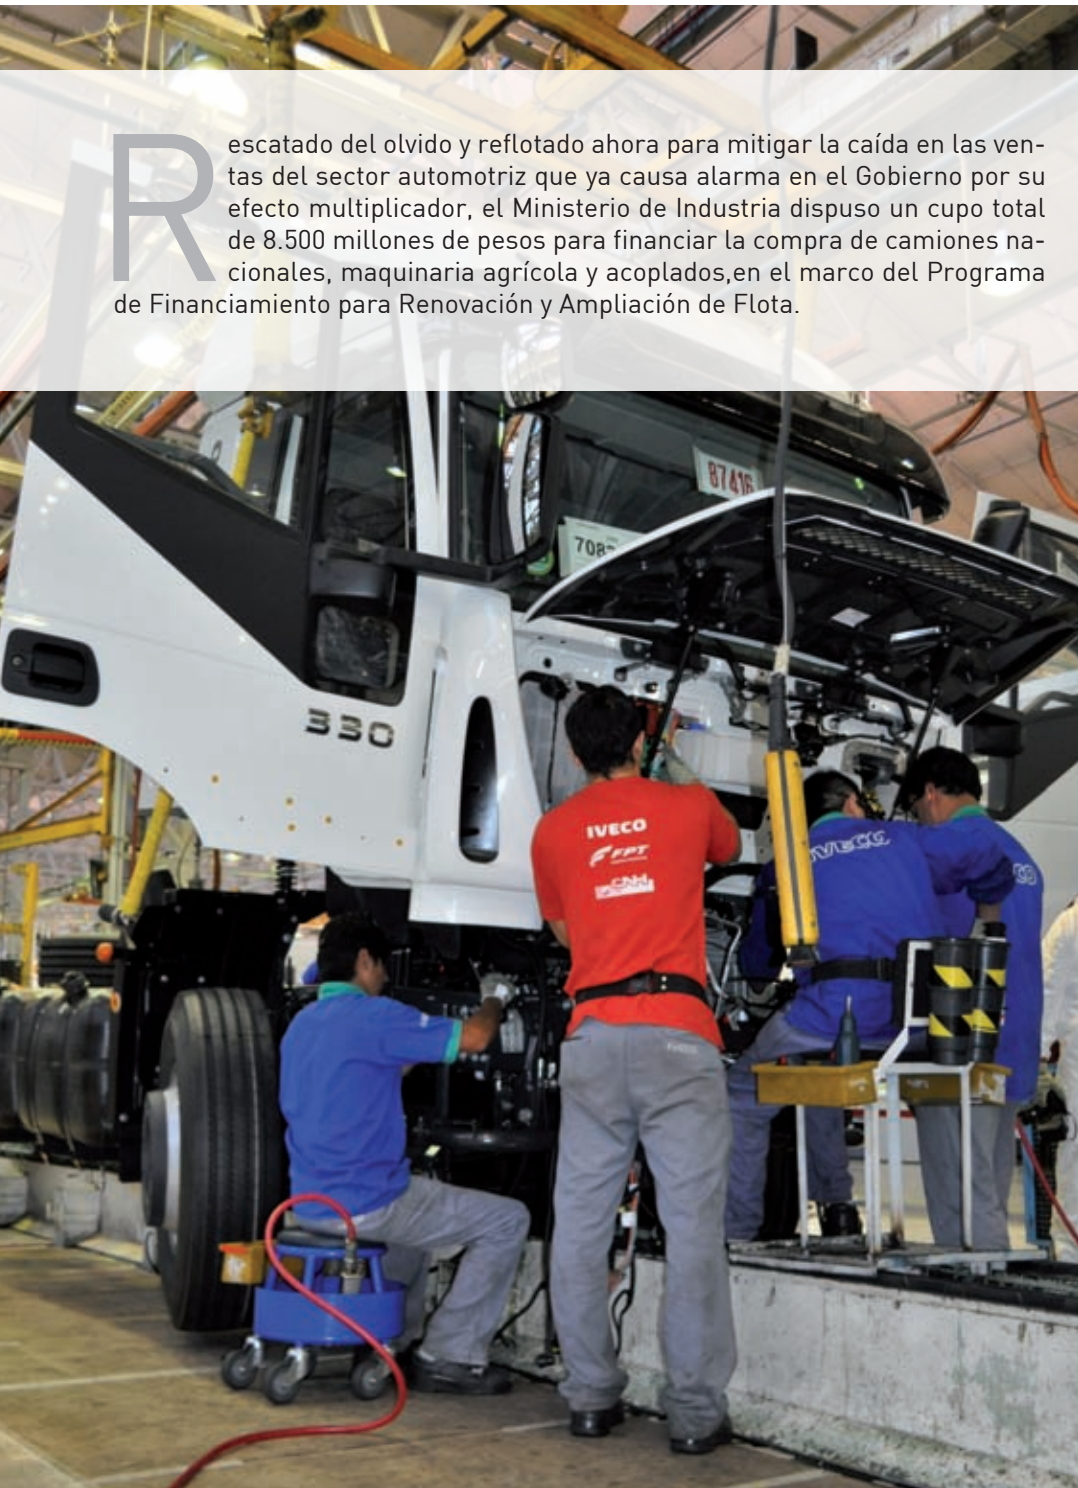 Rescatado del olvido y reflotado ahora para mitigar la caída en las ven-
tas del sector automotriz que ya causa alarma en el Gobierno por su
efecto multiplicador, el Ministerio de Industria dispuso un cupo total
de 8.500 millones de pesos para financiar la compra de camiones na-
cionales, maquinaria agrícola y acoplados,en el marco del Programa
de Financiamiento para Renovación y Ampliación de Flota.
87416
330
IVECO
FPT
CNH
IVECO